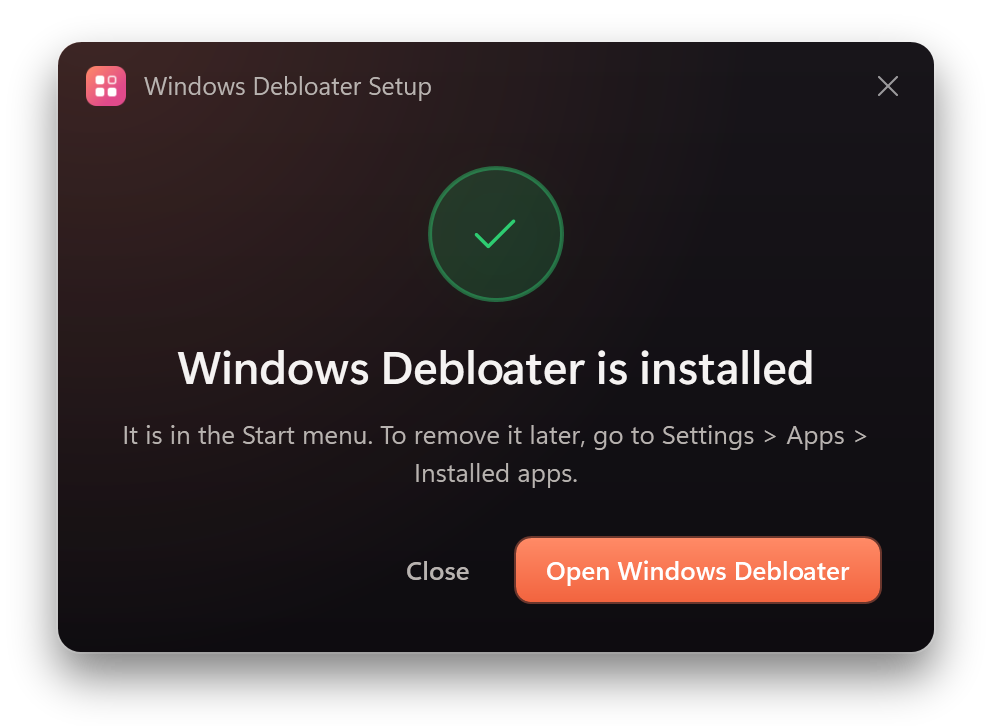 Windows Debloater Setup
Windows Debloater is installed
It is in the Start menu. To remove it later, go to Settings > Apps >
Installed apps.
Close
Open Windows Debloater